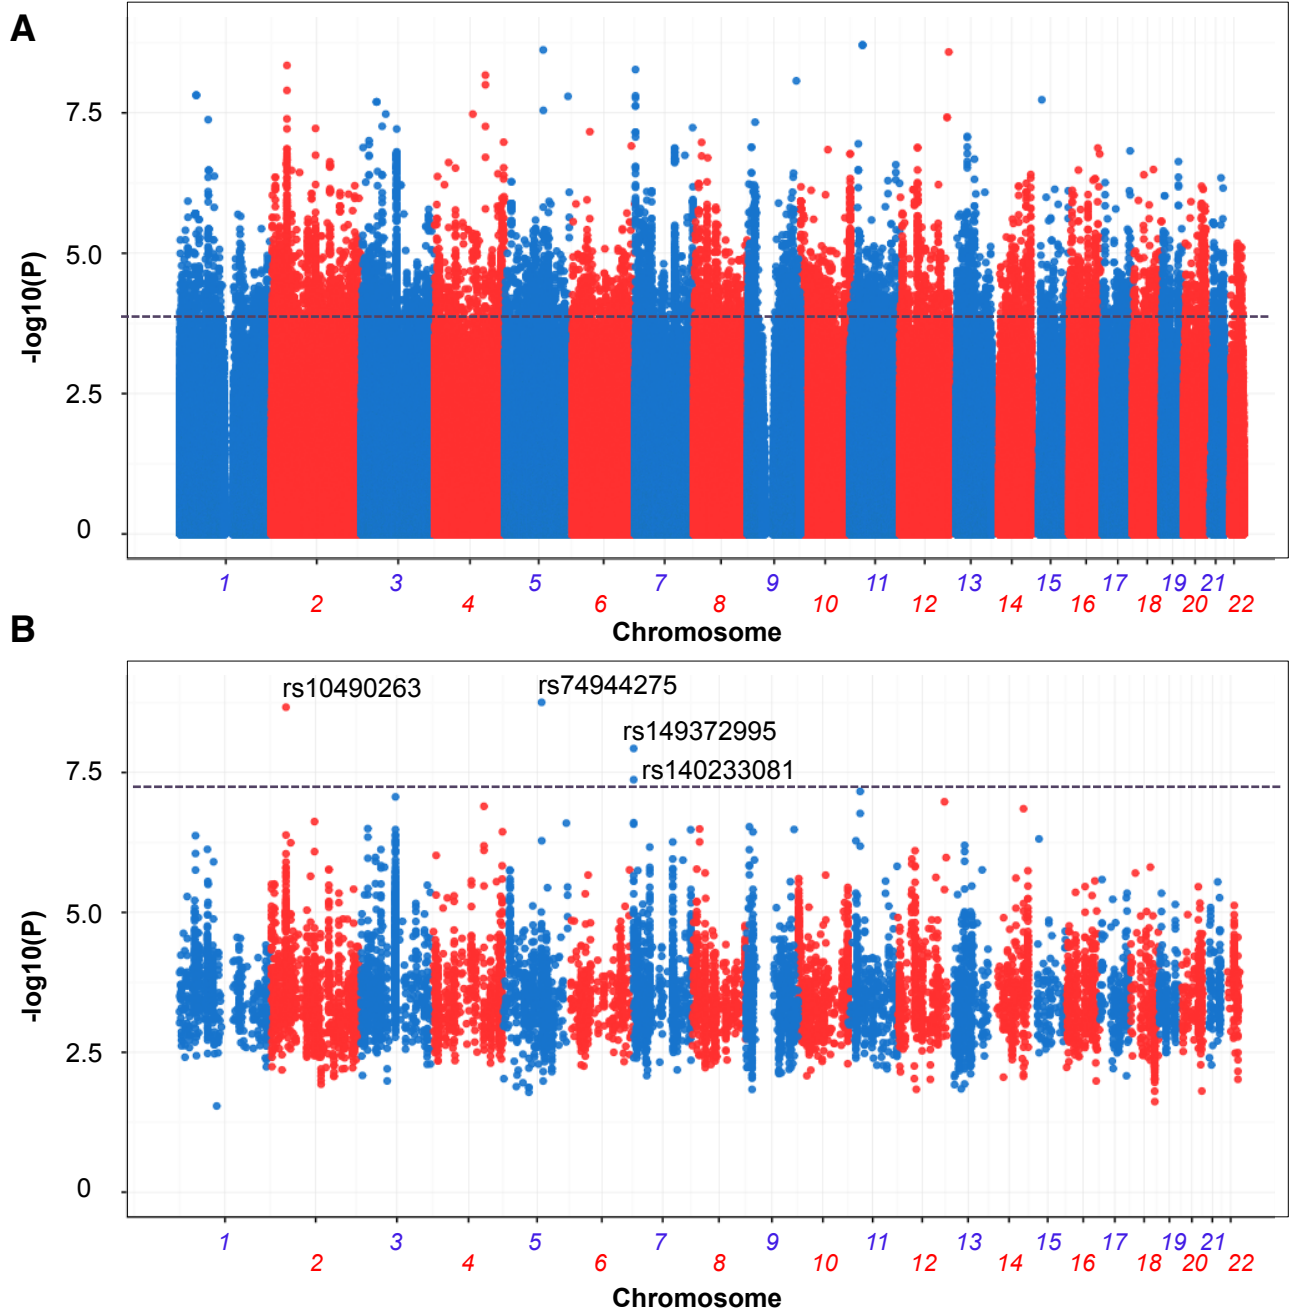 A
-log10(P)
7.5
5.0
2.5
0
1 3 5 7 9 11 13 15 17 19 21
2 4 6 8 10 12 14 16 18 20 22
Chromosome
B
-log10(P)
rs10490263 rs74944275
rs149372995
rs140233081
7.5
5.0
2.5
0
1 3 5 7 9 11 13 15 17 19 21
2 4 6 8 10 12 14 16 18 20 22
Chromosome